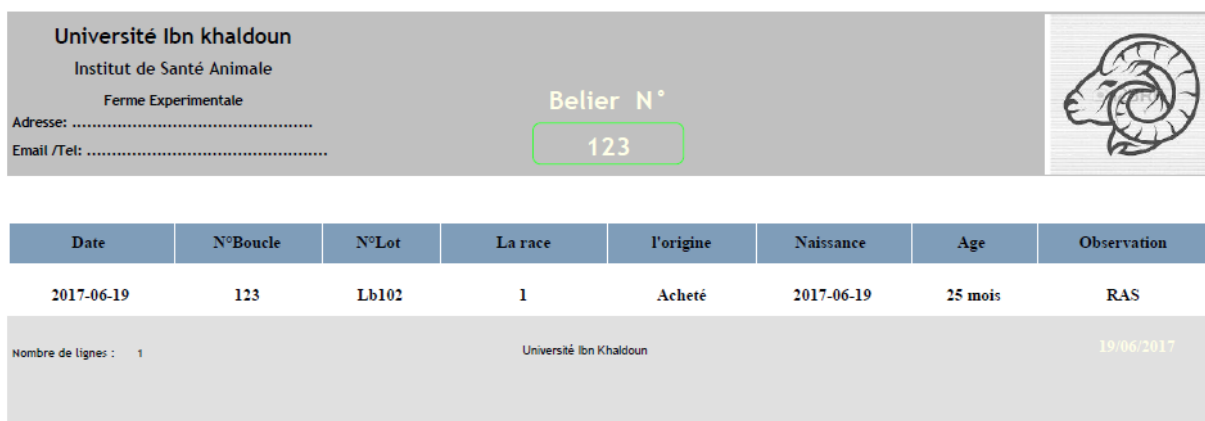 Université Ibn khaldoun
Institut de Santé Animale
Ferme Experimentale
Adresse: ................................................
Email /Tel: ................................................
Belier N°
123
Date N°Boucle N°Lot La race l'origine Naissance Age Observation
2017-06-19 123 Lb102 1 Acheté 2017-06-19 25 mois RAS
Nombre de lignes : 1 Université Ibn Khaldoun 19/06/2017